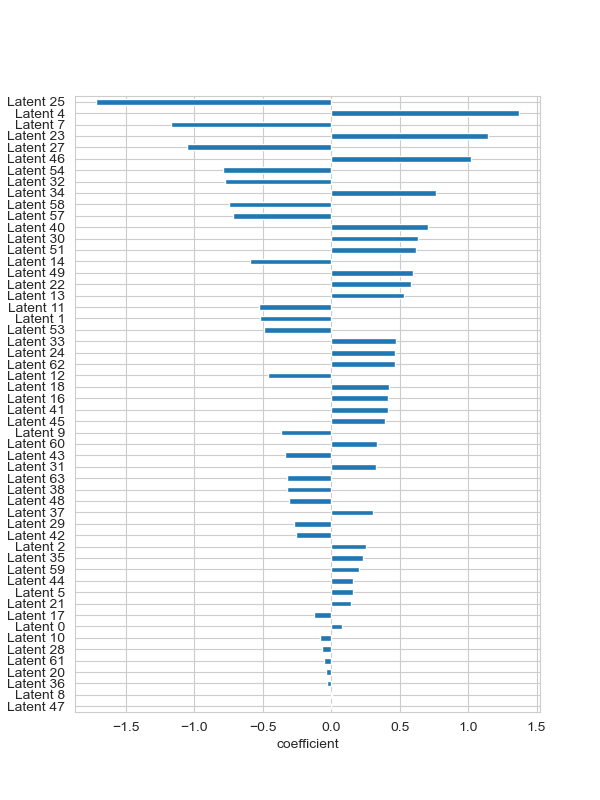 Latent 25
Latent 4
Latent 7
Latent 23
Latent 27
Latent 46
Latent 54
Latent 32
Latent 34
Latent 58
Latent 57
Latent 40
Latent 30
Latent 51
Latent 14
Latent 49
Latent 22
Latent 13
Latent 11
Latent 1
Latent 53
Latent 33
Latent 24
Latent 62
Latent 12
Latent 18
Latent 16
Latent 41
Latent 45
Latent 9
Latent 60
Latent 43
Latent 31
Latent 63
Latent 38
Latent 48
Latent 37
Latent 29
Latent 42
Latent 2
Latent 35
Latent 59
Latent 44
Latent 5
Latent 21
Latent 17
Latent 0
Latent 10
Latent 28
Latent 61
Latent 20
Latent 36
Latent 8
Latent 47
−1.5 −1.0 −0.5 0.0 0.5 1.0 1.5
coefficient